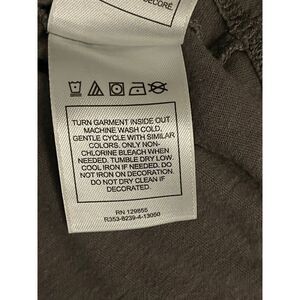 DÉCORÉ.
TURN GARMENT INSIDE OUT.
MACHINE WASH COLD,
GENTLE CYCLE WITH SIMILAR
COLORS. ONLY NON-
CHLORINE BLEACH WHEN
NEEDED. TUMBLE DRY LOW.
COOL IRON IF NEEDED. DO
NOT IRON ON DECORATION.
DO NOT DRY CLEAN IF
DECORATED.
RN 129855
R353-8239-4-13050